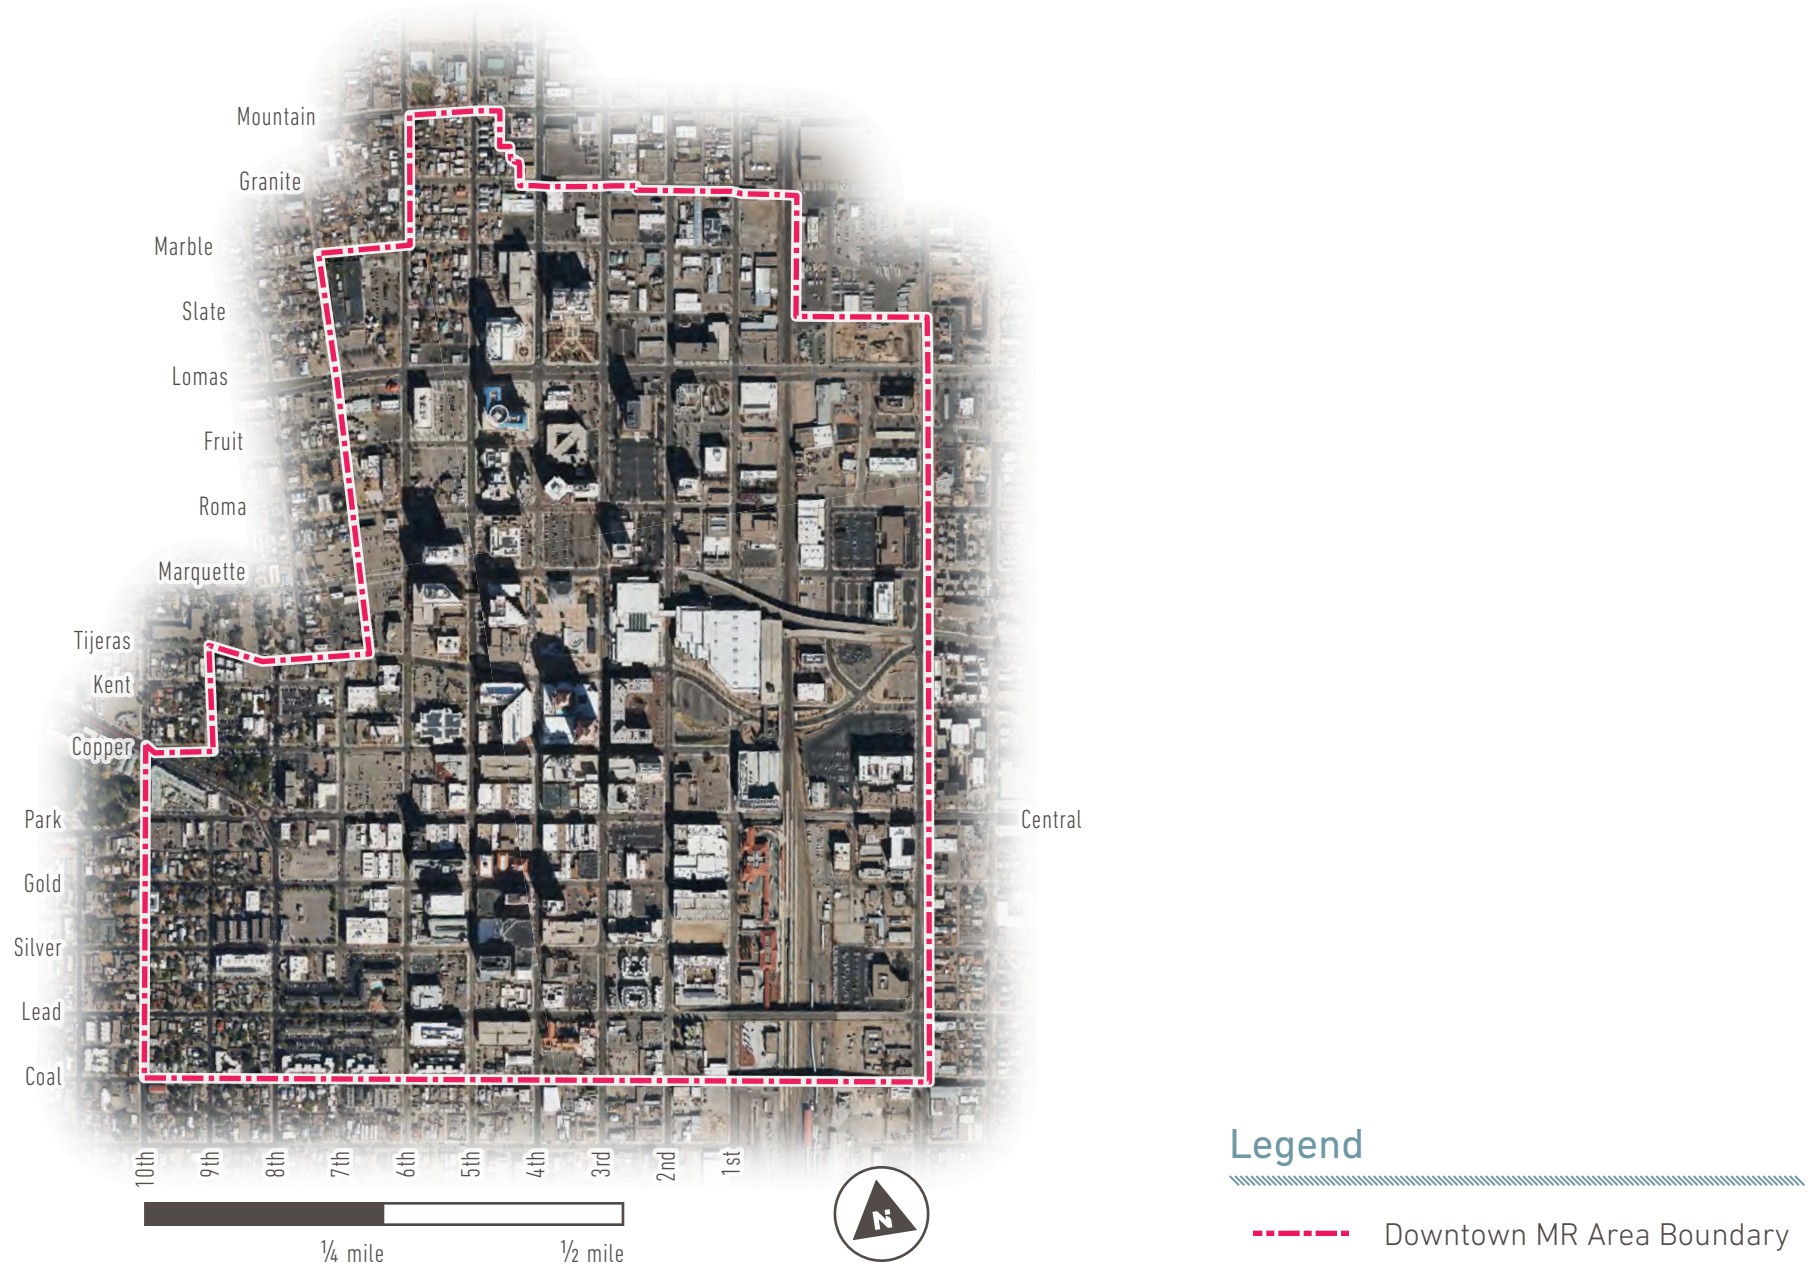 Mountain
Granite
Marble
Slate
Lomas
Fruit
Roma
Marquette
Tijeras
Kent
Copper
Park
Central
Gold
Silver
Lead
Coal
10th
9th
8th
7th
6th
5th
4th
3rd
2nd
1st
¼ mile
½ mile
N
Legend
Downtown MR Area Boundary